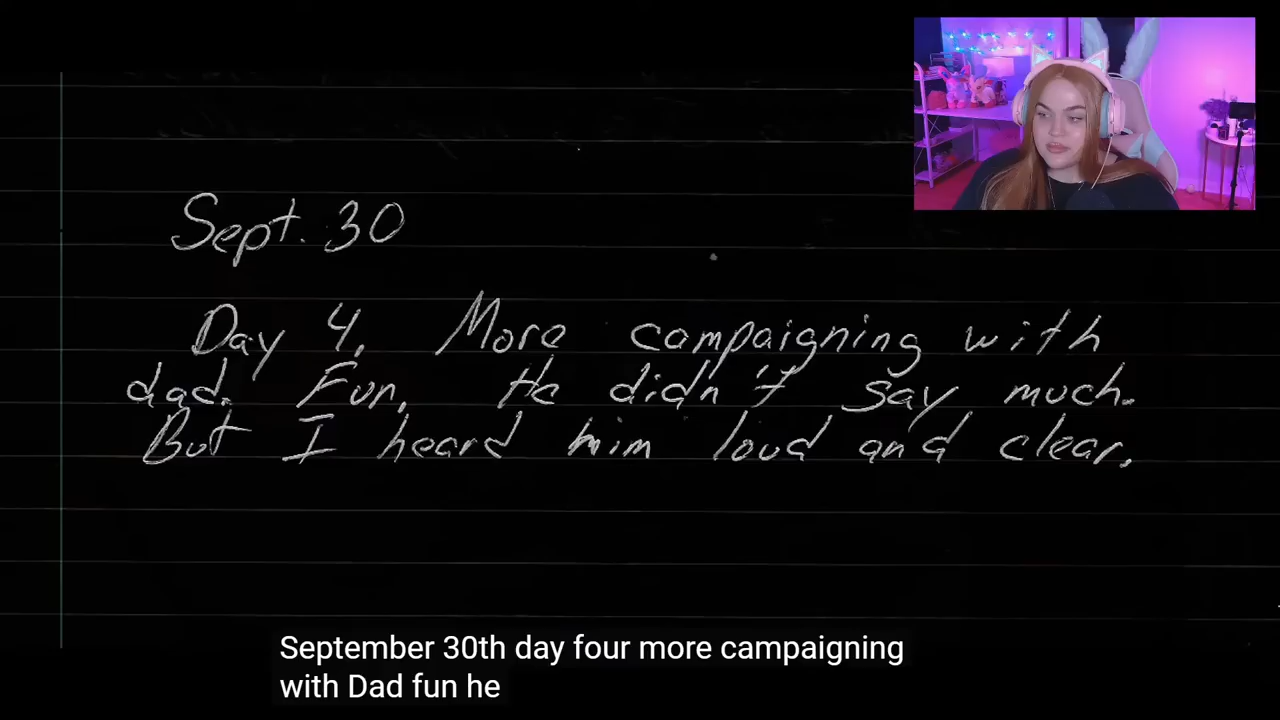 Sept. 30
Day 4. More campaigning with
dad. Fun. He didn't say much.
But I heard him loud and clear.
September 30th day four more campaigning
with Dad fun he